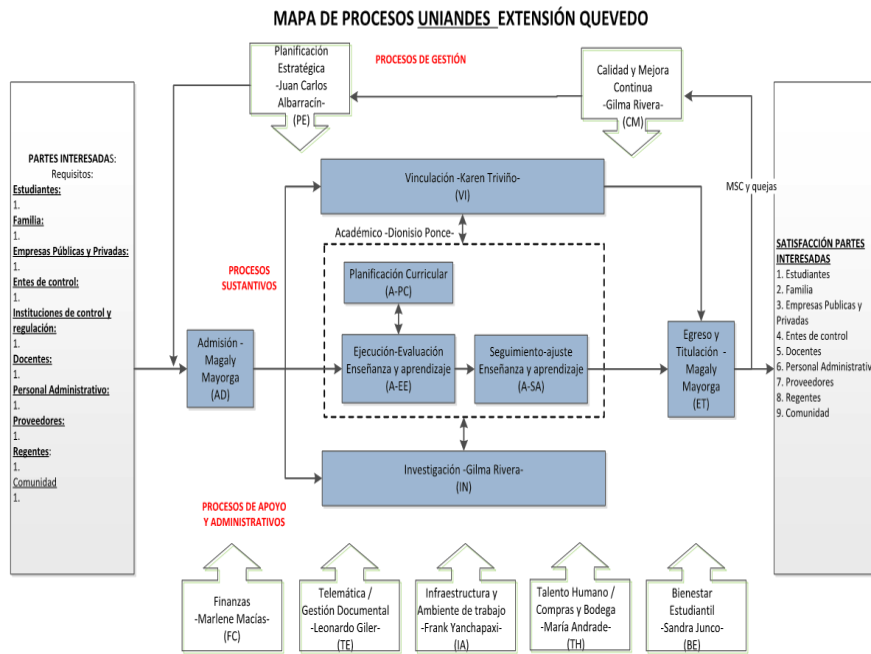 MAPA DE PROCESOS UNIANDES EXTENSIÓN QUEVEDO
Planificación
Estratégica
-Juan Carlos
Albarracín-
(PE)
PROCESOS DE GESTIÓN
Calidad y Mejora
Continua
-Gilma Rivera-
(CM)
PARTES INTERESADAS:
Requisitos:
Estudiantes:
1.
Familia:
1.
Empresas Públicas y Privadas:
1.
Entes de control:
1.
Instituciones de control y
regulación:
1.
Docentes:
1.
Personal Administrativo:
1.
Proveedores:
1.
Regentes:
1.
Comunidad
1.
Vinculación -Karen Triviño-
(VI)
MSC y quejas
Académico -Dionisio Ponce-
PROCESOS
SUSTANTIVOS
Planificación Curricular
(A-PC)
Admisión -
Magaly
Mayorga
(AD)
Ejecución-Evaluación
Enseñanza y aprendizaje
(A-EE)
Seguimiento-ajuste
Enseñanza y aprendizaje
(A-SA)
Egreso y
Titulación -
Magaly
Mayorga
(ET)
SATISFACCIÓN PARTES
INTERESADAS
1. Estudiantes
2. Familia
3. Empresas Publicas y
Privadas
4. Entes de control
5. Docentes
6. Personal Administrativ
7. Proveedores
8. Regentes
9. Comunidad
Investigación -Gilma Rivera-
(IN)
PROCESOS DE APOYO
Y ADMINISTRATIVOS
Finanzas
-Marlene Macías-
(FC)
Telemática /
Gestión Documental
-Leonardo Giler-
(TE)
Infraestructura y
Ambiente de trabajo
-Frank Yanchapaxi-
(IA)
Talento Humano /
Compras y Bodega
-María Andrade-
(TH)
Bienestar
Estudiantil
-Sandra Junco-
(BE)